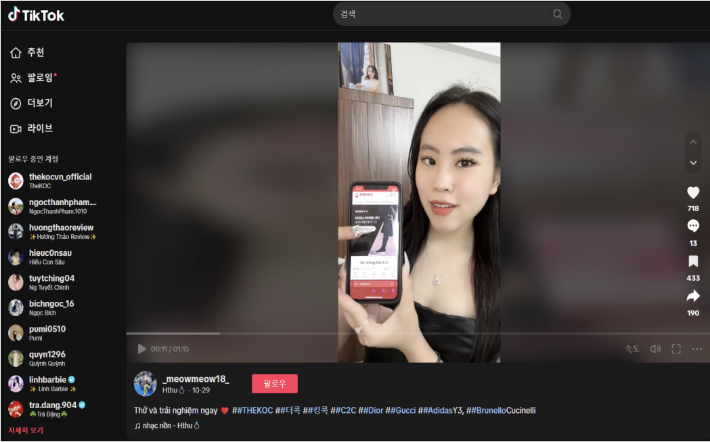 TikTok
검색
추천
팔로잉
더보기
라이브
팔로우 중인 계정
thekocvn_official
TheKOC
ngocthanhpham....
NgocThanhPham.1010
huongthaoreview
✨Hương Thảo Review✨
hieuc0nsau
Hiếu Con Sâu
tuytching04
Ng Tuyết Chinh
bichngoc_16
Ngọc Bích
pumi0510
Pumi
quyn1296
Quỳnh Quỳnh
linhbarbie
✨ Linh Barbie ✨
tra.dang.904
☘️Trà Dặng☘️
자세히 보기
718
13
433
190
00:11 / 01:15
속도
_meowmeow18_
Hthu💍 · 10-29
팔로우
Thử và trải nghiệm ngay ❤️ ##THEKOC ##더콕 ##킹콕 ##C2C ##Dior ##Gucci ##AdidasY3, ##BrunelloCucinelli
♫ nhạc nền - Hthu💍